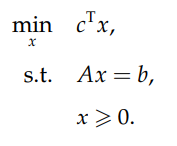 min c^T x,
x
s.t. Ax = b,
x ⩾ 0.